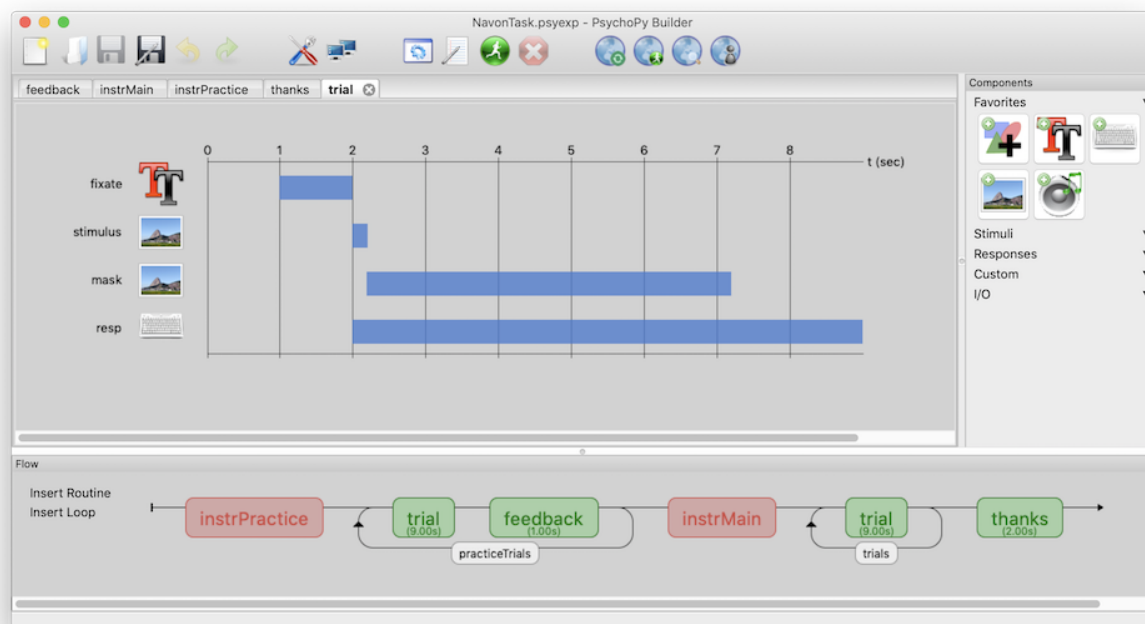 NavonTask.psyexp - PsychoPy Builder
feedback instrMain instrPractice thanks trial
0 1 2 3 4 5 6 7 8
t (sec)
fixate
stimulus
mask
resp
Components
Favorites
Stimuli
Responses
Custom
I/O
Flow
Insert Routine
Insert Loop
instrPractice
trial
(9.00s)
feedback
(1.00s)
practiceTrials
instrMain
trial
(9.00s)
trials
thanks
(2.00s)